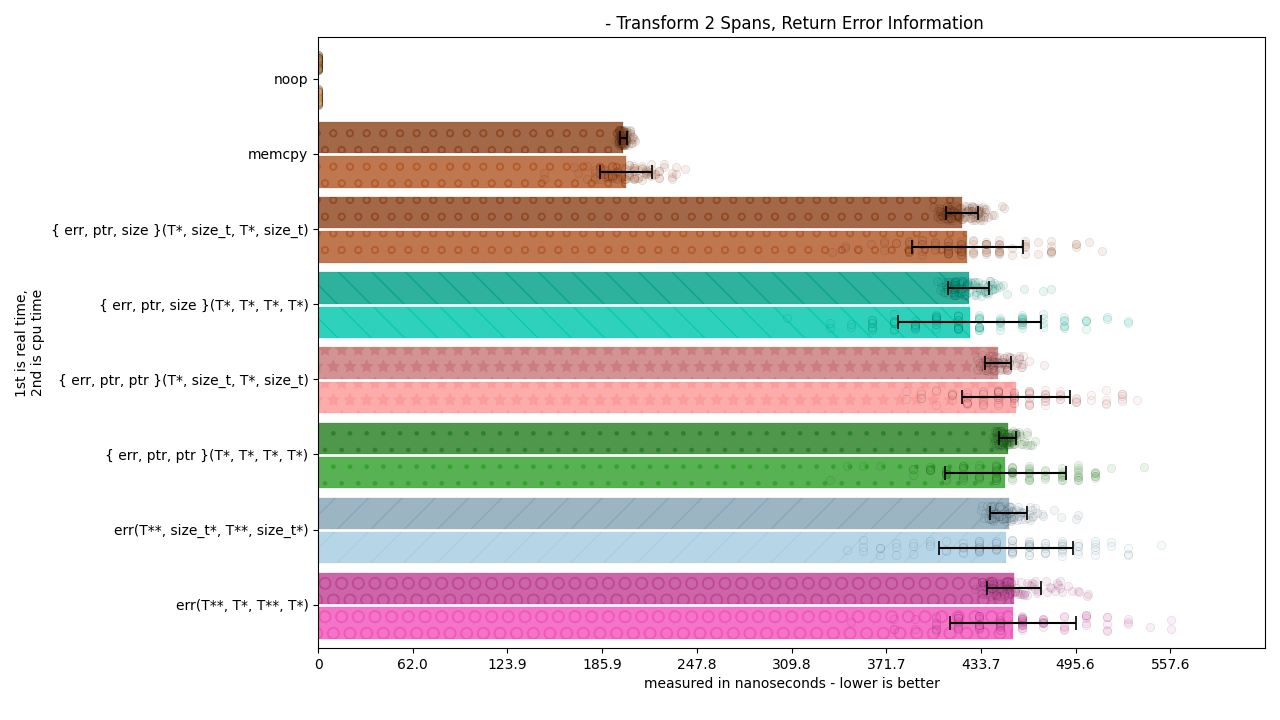 - Transform 2 Spans, Return Error Information
noop
memcpy
{ err, ptr, size }(T*, size_t, T*, size_t)
{ err, ptr, size }(T*, T*, T*, T*)
{ err, ptr, ptr }(T*, size_t, T*, size_t)
{ err, ptr, ptr }(T*, T*, T*, T*)
err(T**, size_t*, T**, size_t*)
err(T**, T*, T**, T*)
1st is real time,
2nd is cpu time
0 62.0 123.9 185.9 247.8 309.8 371.7 433.7 495.6 557.6
measured in nanoseconds - lower is better